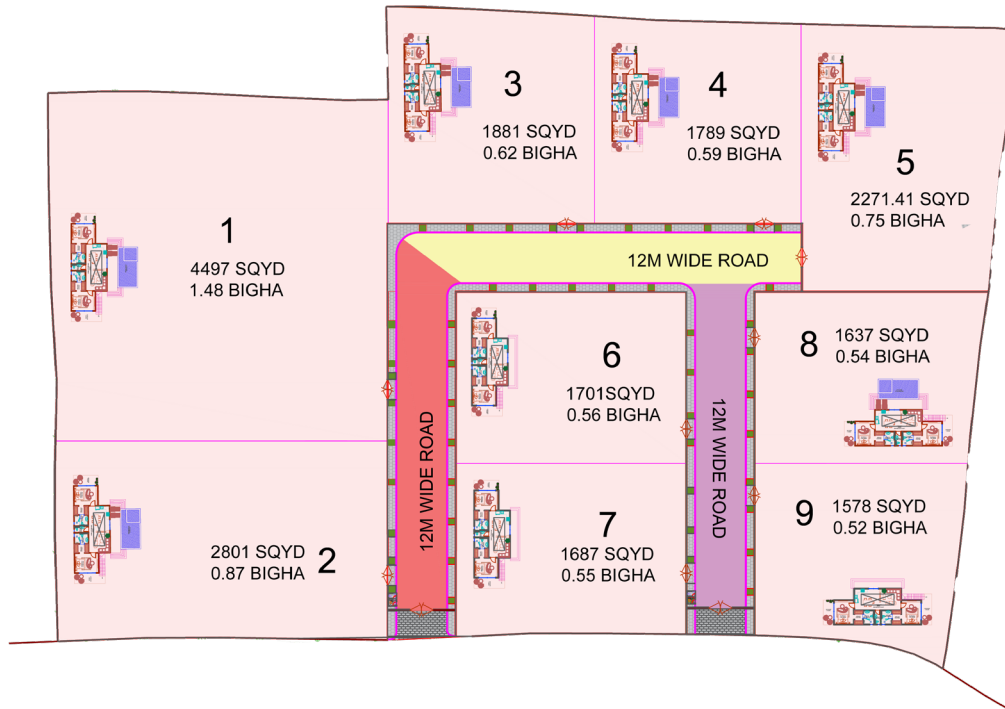 3
1881 SQYD
0.62 BIGHA
4
1789 SQYD
0.59 BIGHA
5
2271.41 SQYD
0.75 BIGHA
1
4497 SQYD
1.48 BIGHA
12M WIDE ROAD
6
1701SQYD
0.56 BIGHA
8
1637 SQYD
0.54 BIGHA
12M WIDE ROAD
12M WIDE ROAD
2801 SQYD
0.87 BIGHA
2
7
1687 SQYD
0.55 BIGHA
9
1578 SQYD
0.52 BIGHA